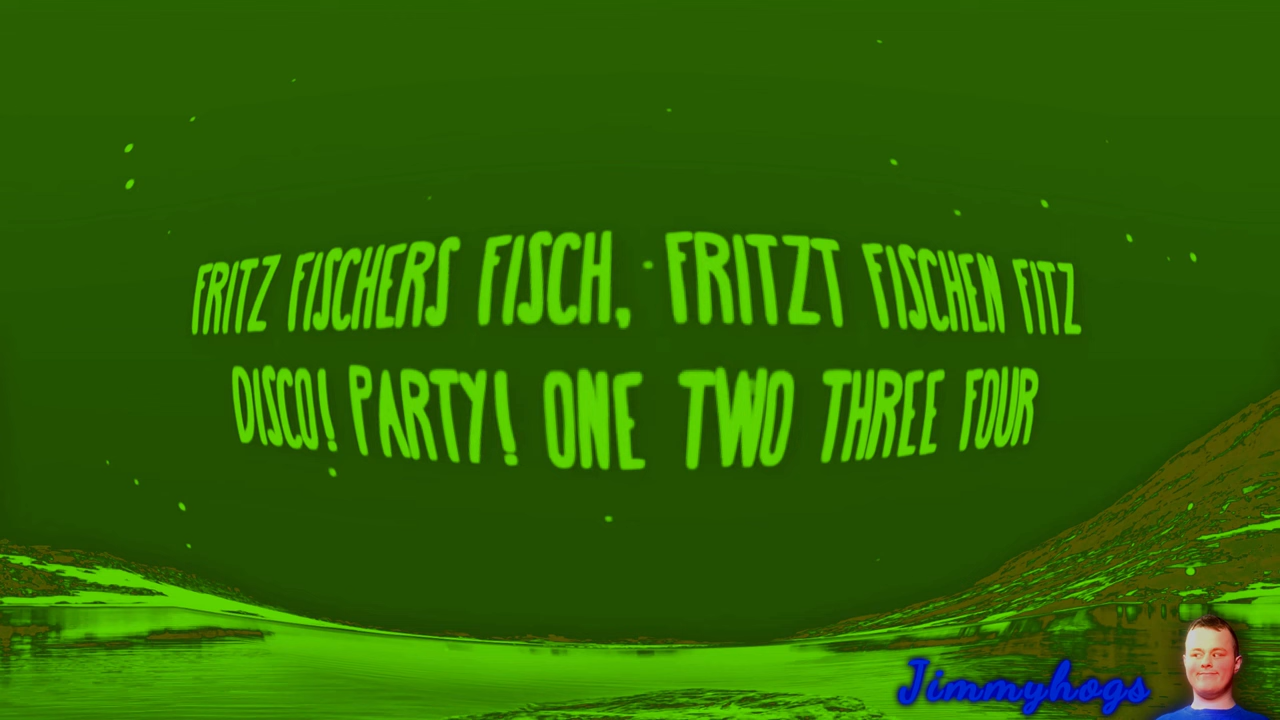 FRITZ FISCHERS FISCH, FRITZT FISCHEN FITZ
DISCO! PARTY! ONE TWO THREE FOUR
Jimmyhogs